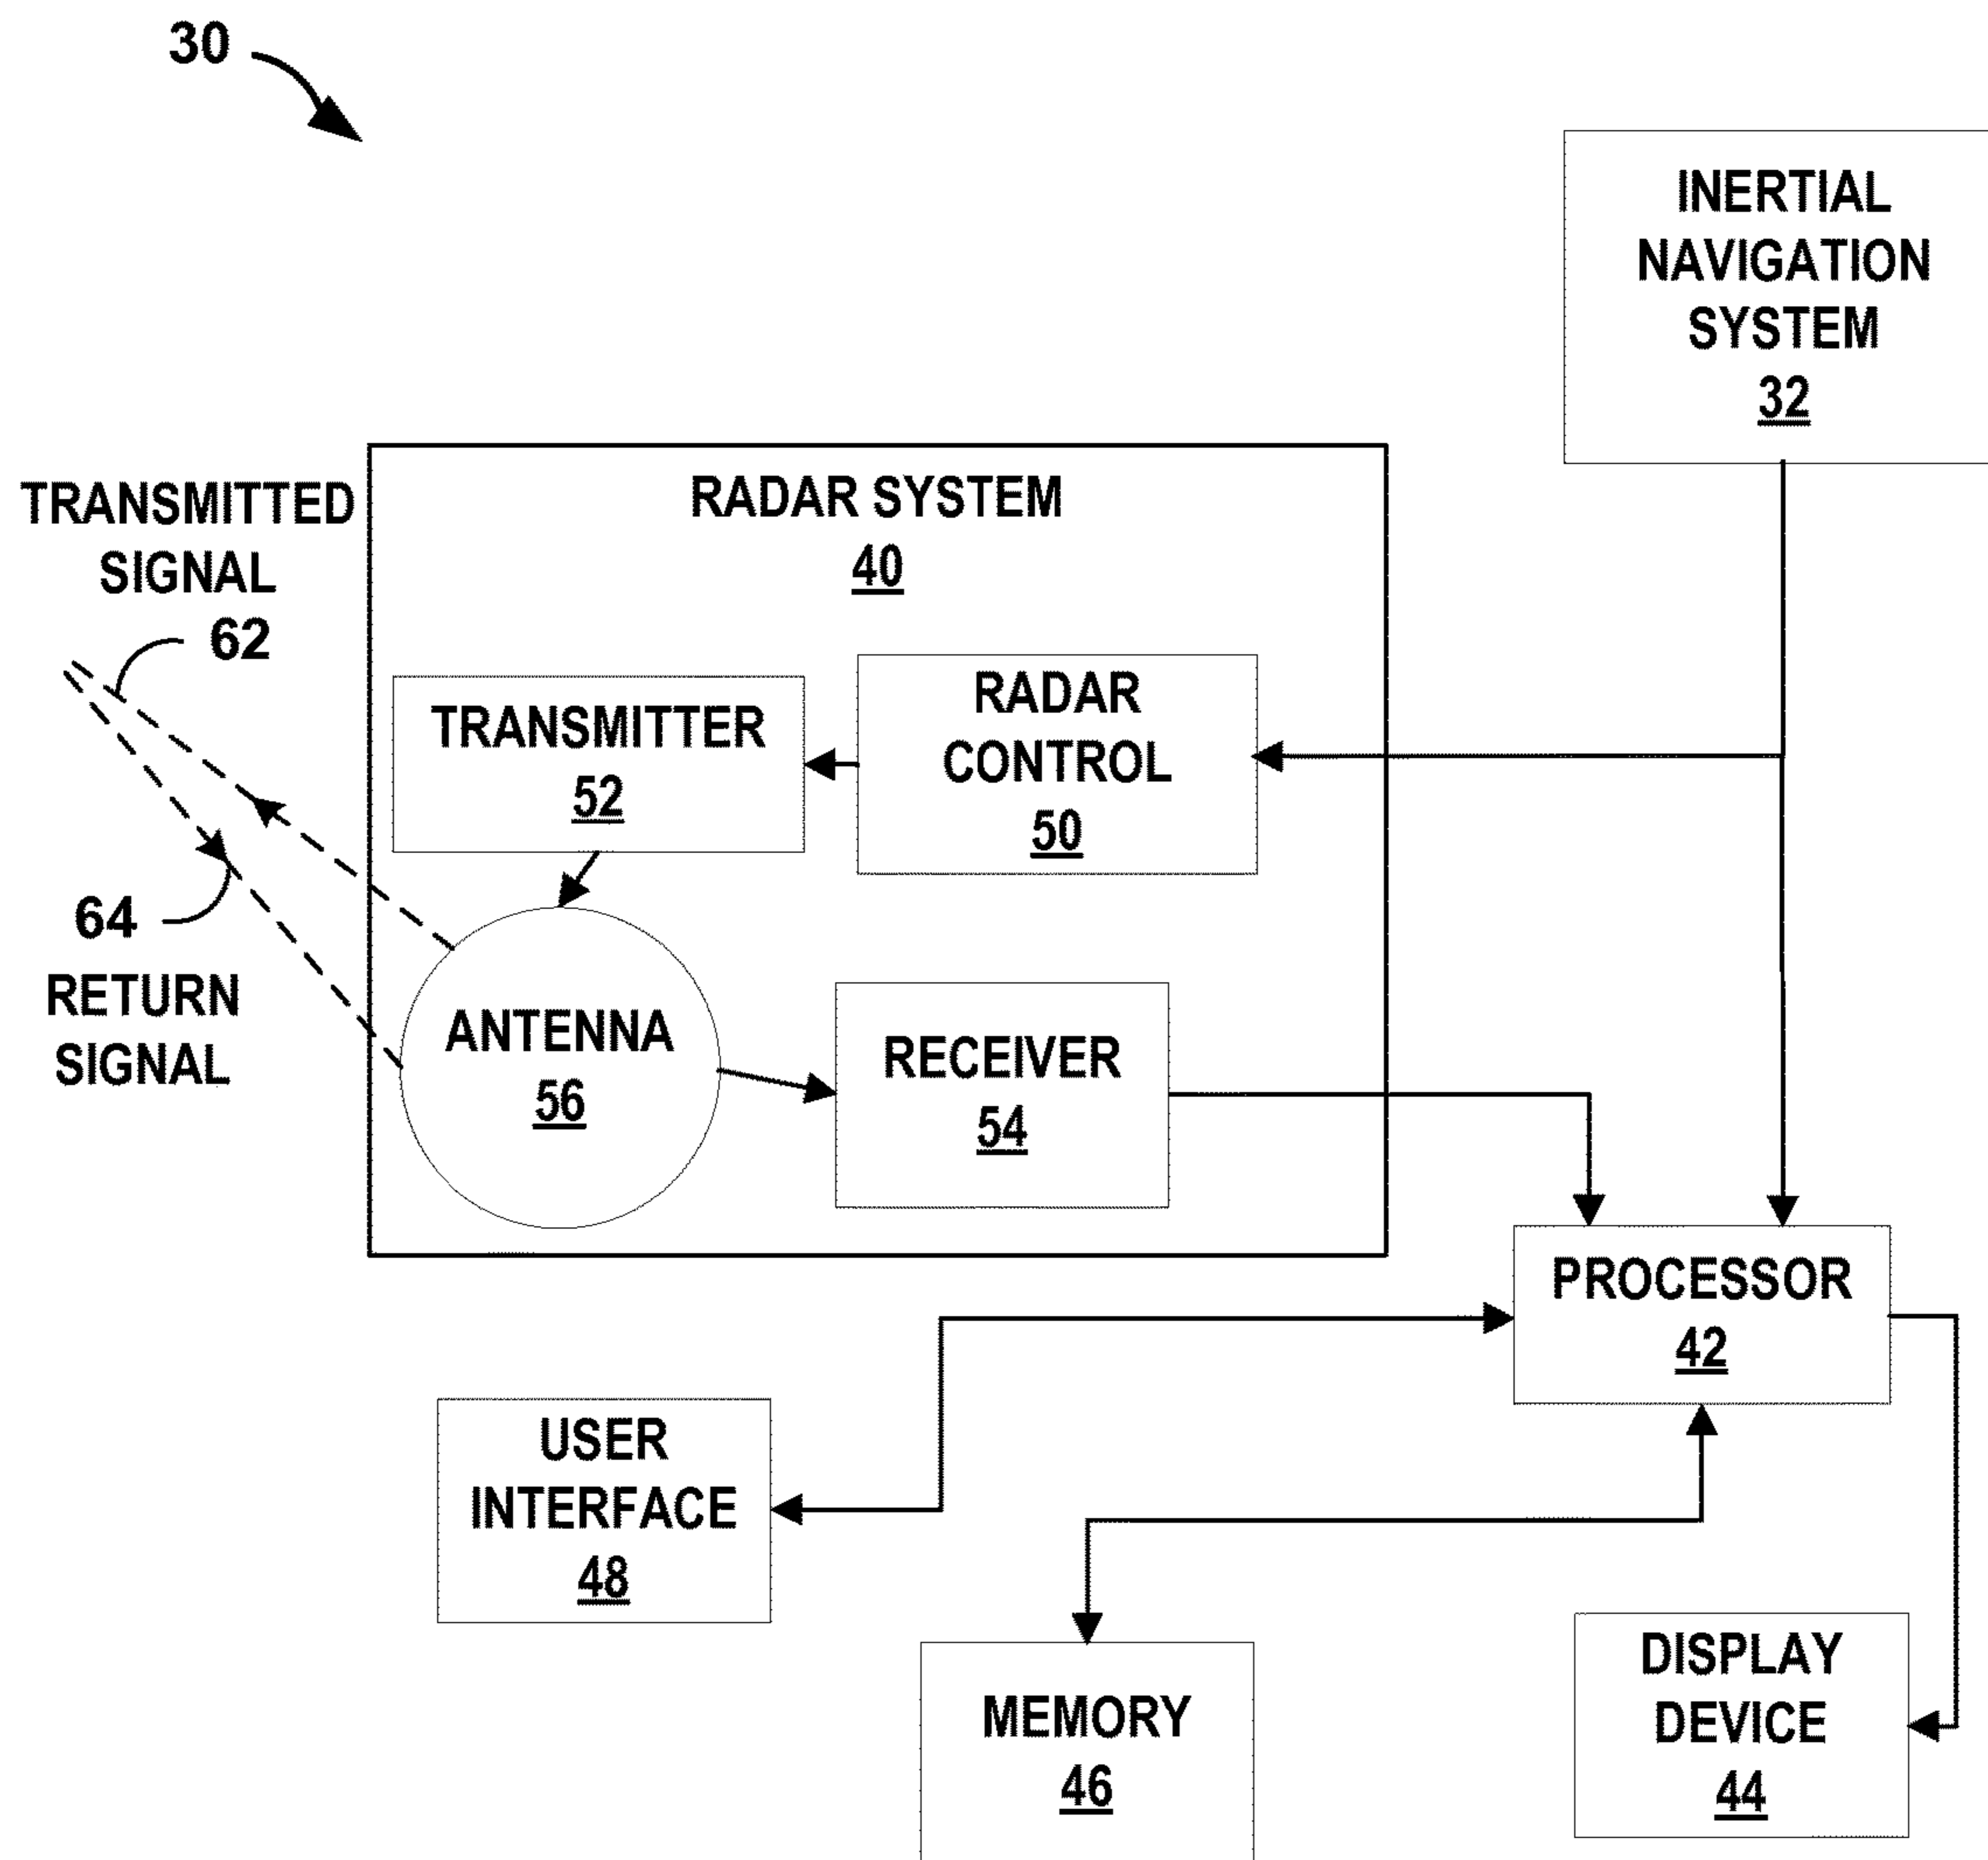 30
INERTIAL
NAVIGATION
SYSTEM
32
RADAR SYSTEM
40
TRANSMITTED
SIGNAL
62
TRANSMITTER
52
RADAR
CONTROL
50
64
RETURN
SIGNAL
ANTENNA
56
RECEIVER
54
PROCESSOR
42
USER
INTERFACE
48
MEMORY
46
DISPLAY
DEVICE
44